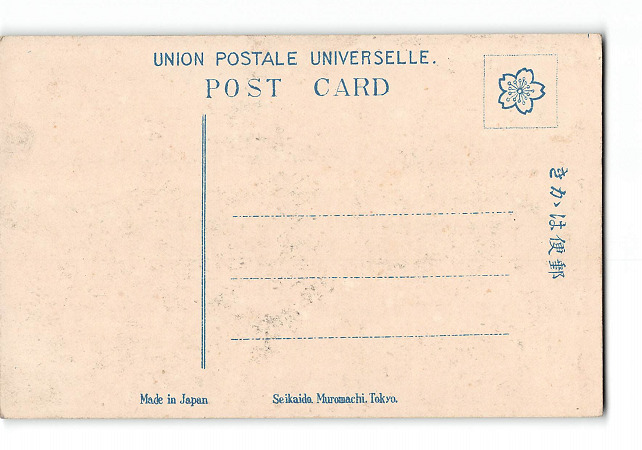 UNION POSTALE UNIVERSELLE.
POST CARD
郵便はかき
Made in Japan
Seikaido, Muromachi, Tokyo.